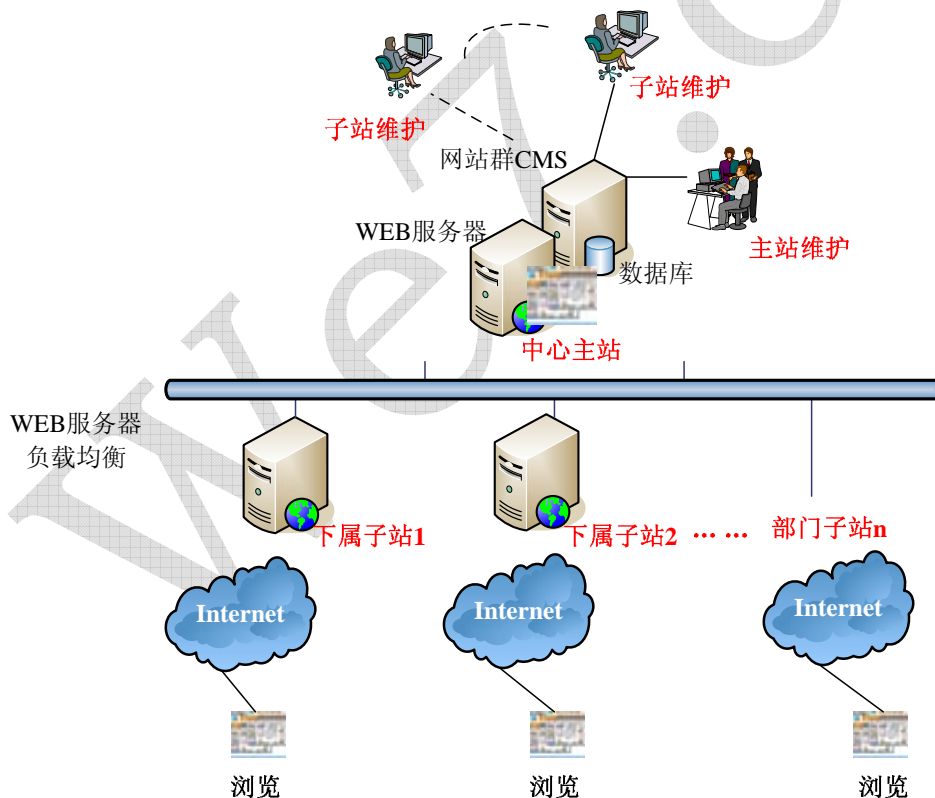 子站维护
子站维护
网站群CMS
WEB服务器
主站维护
数据库
中心主站
WEB服务器
负载均衡
下属子站1
下属子站2
… …
部门子站n
Internet
Internet
Internet
浏览
浏览
浏览